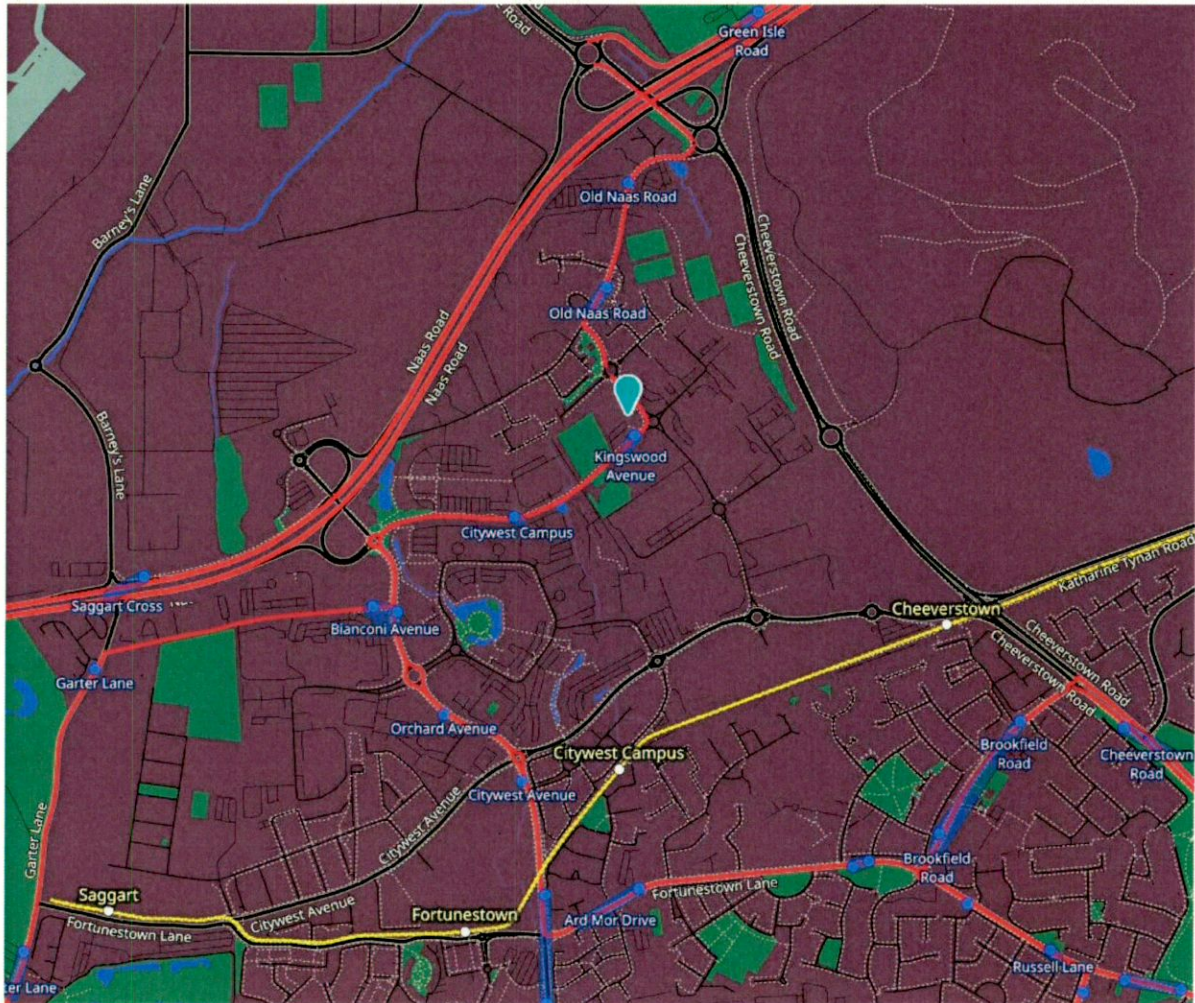 Road
Green Isle
Road
Old Naas Road
Barney's Lane
Cheeverstown Road
Cheeverstown Road
Old Naas Road
Naas Road
Naas Road
Barney's Lane
Kingswood
Avenue
Citywest Campus
Katharine Tynan Road
Saggart Cross
Cheeverstown
Bianconi Avenue
Cheeverstown Road
Cheeverstown Road
Garter Lane
Orchard Avenue
Brookfield
Road
Cheeverstown
Road
Citywest Campus
Citywest Avenue
Citywest Avenue
Garter Lane
Brookfield
Road
Saggart
Fortunestown Lane
Citywest Avenue
Fortunestown
Ard Mor Drive
Fortunestown Lane
Russell Lane
ter Lane